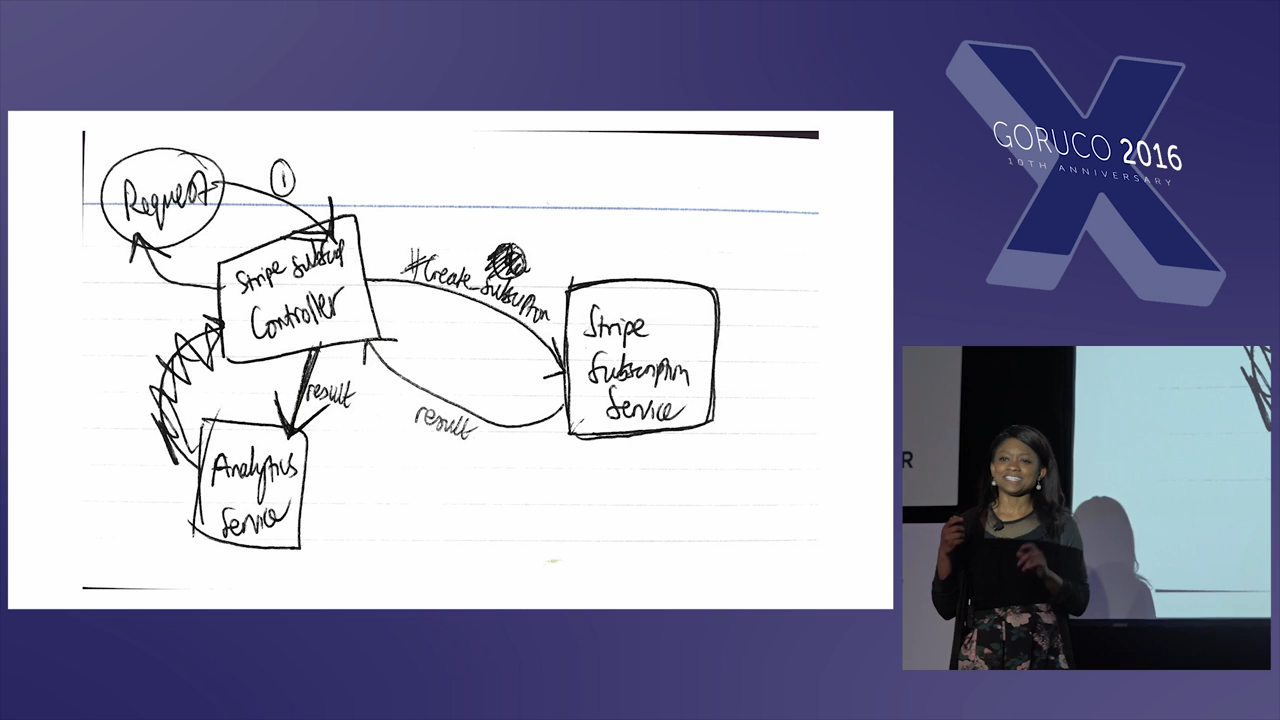 Request
①
Stripe Subscrip
Controller
#Create_Subscription
Stripe
Subscription
Service
result
result
Analytics
Service
GORUCO 2016
10TH ANNIVERSARY
R